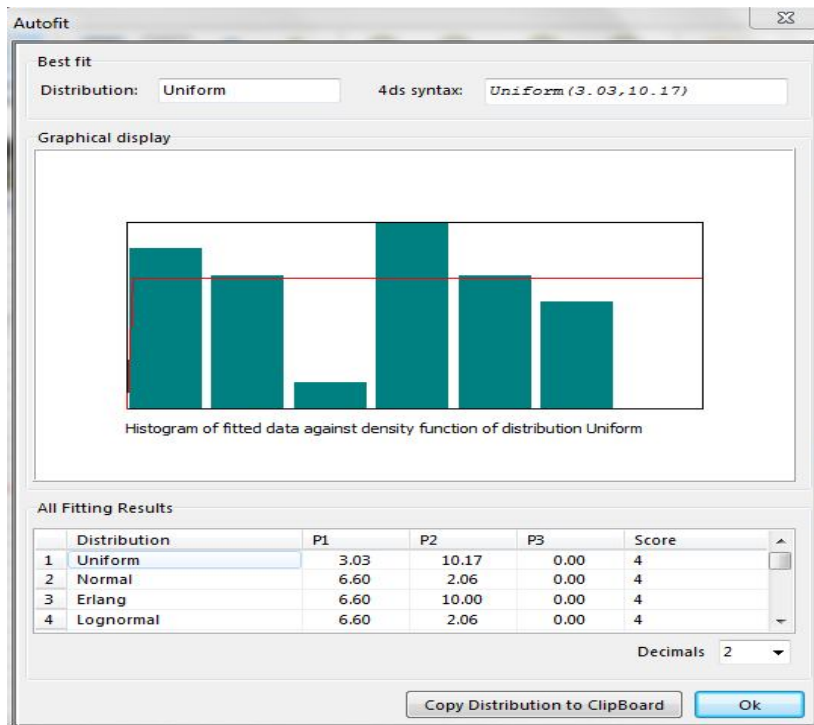 Autofit
Best fit
Distribution: Uniform 4ds syntax: Uniform(3.03,10.17)
Graphical display
Histogram of fitted data against density function of distribution Uniform
All Fitting Results
Distribution P1 P2 P3 Score
1 Uniform 3.03 10.17 0.00 4
2 Normal 6.60 2.06 0.00 4
3 Erlang 6.60 10.00 0.00 4
4 Lognormal 6.60 2.06 0.00 4
Decimals 2
Copy Distribution to ClipBoard Ok